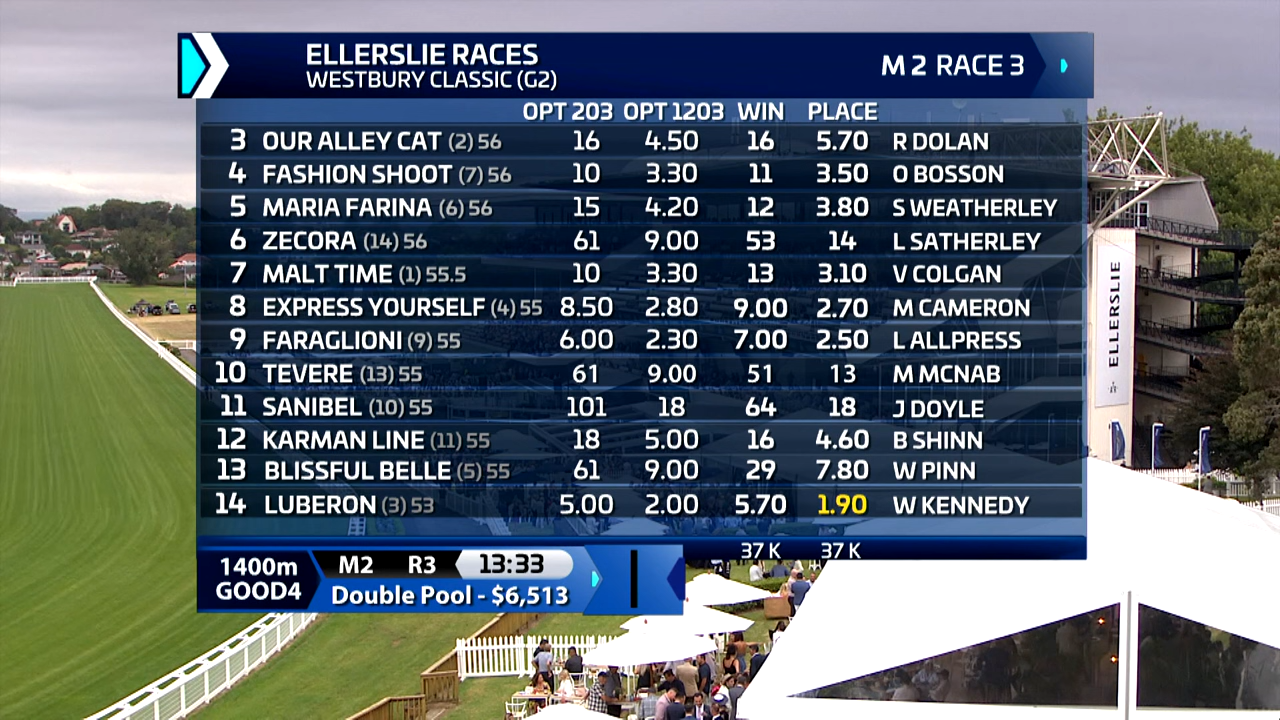 ELLERSLIE RACES
WESTBURY CLASSIC (G2)
M 2 RACE 3
OPT 203 OPT 1203 WIN PLACE
3 OUR ALLEY CAT (2) 56 16 4.50 16 5.70 R DOLAN
4 FASHION SHOOT (7) 56 10 3.30 11 3.50 O BOSSON
5 MARIA FARINA (6) 56 15 4.20 12 3.80 S WEATHERLEY
6 ZECORA (14) 56 61 9.00 53 14 L SATHERLEY
7 MALT TIME (1) 55.5 10 3.30 13 3.10 V COLGAN
8 EXPRESS YOURSELF (4) 55 8.50 2.80 9.00 2.70 M CAMERON
9 FARAGLIONI (9) 55 6.00 2.30 7.00 2.50 L ALLPRESS
10 TEVERE (13) 55 61 9.00 51 13 M MCNAB
11 SANIBEL (10) 55 101 18 64 18 J DOYLE
12 KARMAN LINE (11) 55 18 5.00 16 4.60 B SHINN
13 BLISSFUL BELLE (5) 55 61 9.00 29 7.80 W PINN
14 LUBERON (3) 53 5.00 2.00 5.70 1.90 W KENNEDY
37 K 37 K
1400m
GOOD4
M2 R3 13:33
Double Pool - $6,513
ELLERSLIE